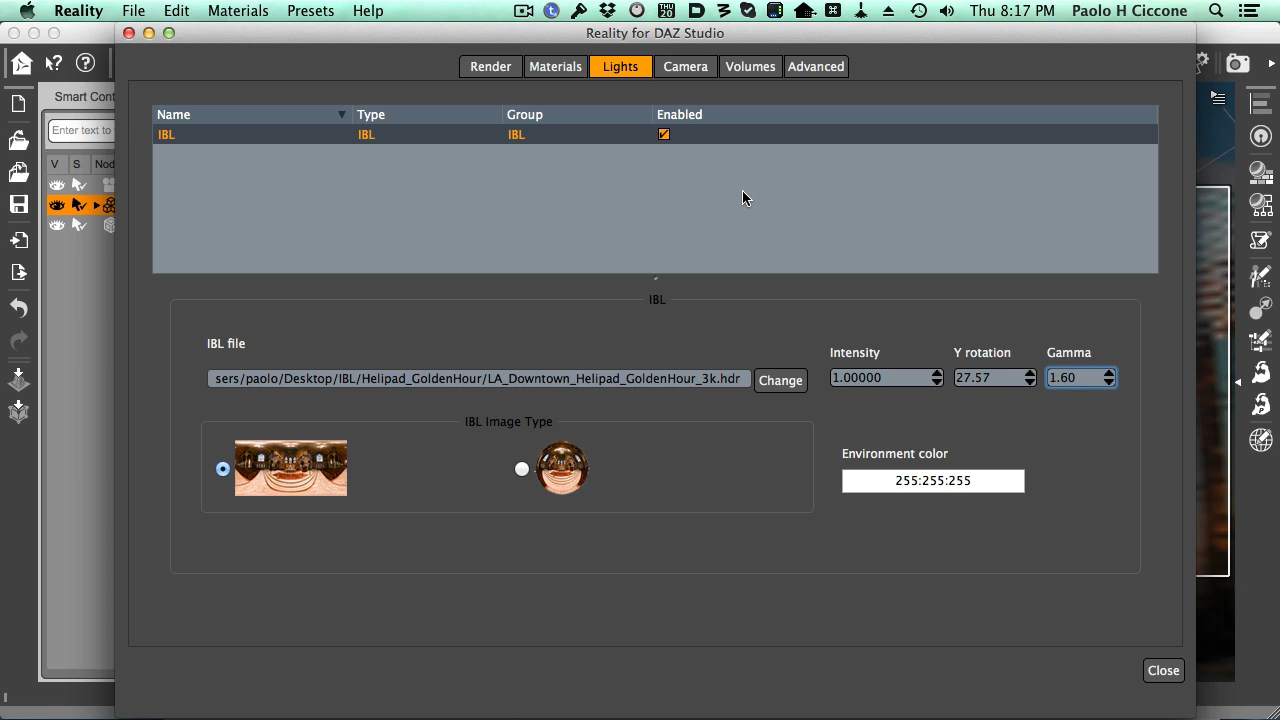 Reality File Edit Materials Presets Help
THU 20
Thu 8:17 PM Paolo H Ciccone
Reality for DAZ Studio
Render Materials Lights Camera Volumes Advanced
Smart Cont
Enter text to
V S Nod
Name Type Group Enabled
IBL IBL IBL
IBL
IBL file
sers/paolo/Desktop/IBL/Helipad_GoldenHour/LA_Downtown_Helipad_GoldenHour_3k.hdr
Change
Intensity Y rotation Gamma
1.00000 27.57 1.60
IBL Image Type
Environment color
255:255:255
Close